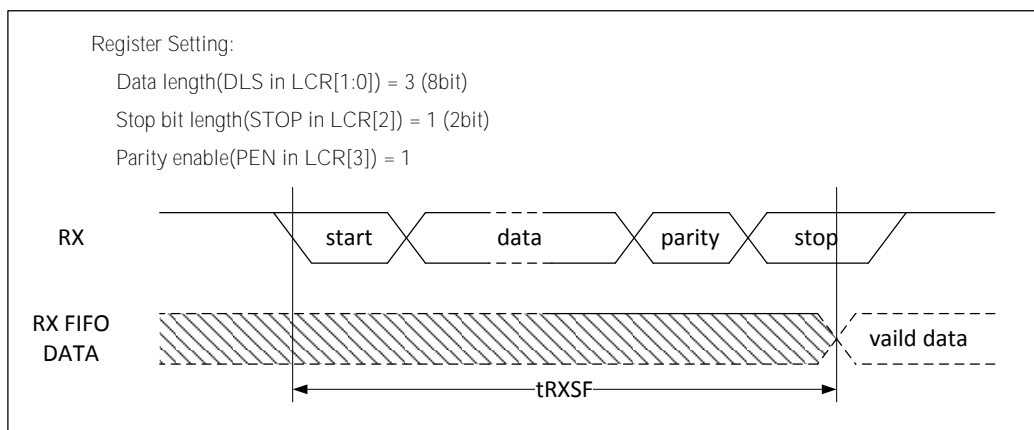 Register Setting:
Data length(DLS in LCR[1:0]) = 3 (8bit)
Stop bit length(STOP in LCR[2]) = 1 (2bit)
Parity enable(PEN in LCR[3]) = 1
RX
start
data
parity
stop
RX FIFO
DATA
vaild data
tRXSF